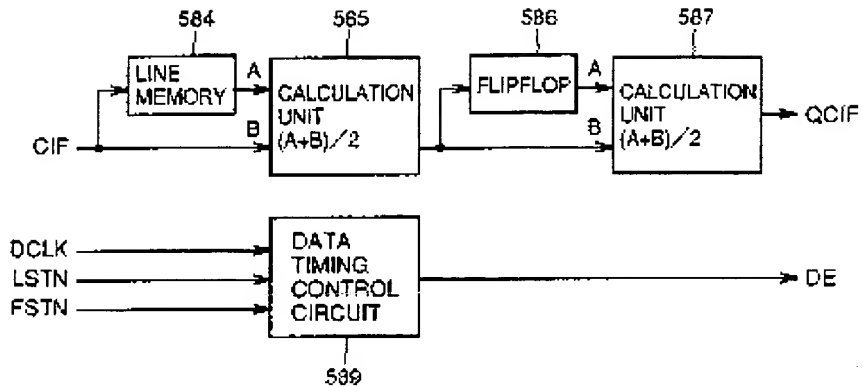 584
585
586
587
LINE
MEMORY
A
CALCULATION
UNIT
(A+B)/2
B
CIF
FLIPFLOP
A
CALCULATION
UNIT
(A+B)/2
B
QCIF
DCLK
LSTN
FSTN
DATA
TIMING
CONTROL
CIRCUIT
DE
589